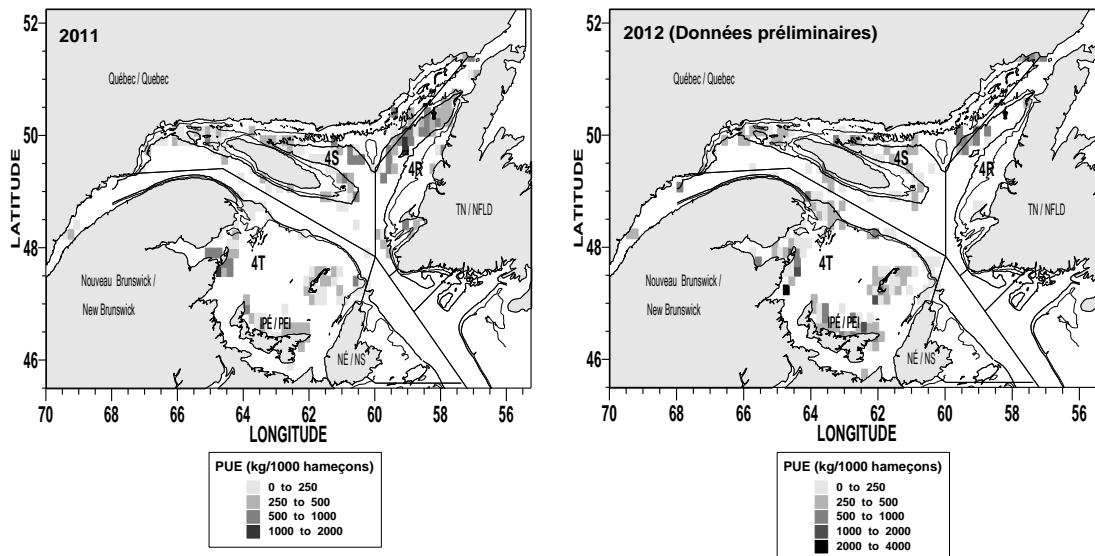 2011
Québec / Quebec
4S
4R
TN / NFLD
4T
Nouveau Brunswick /
New Brunswick
IPÉ / PEI
NÉ / NS
52
50
48
46
LATITUDE
70 68 66 64 62 60 58 56
LONGITUDE
PUE (kg/1000 hameçons)
0 to 250
250 to 500
500 to 1000
1000 to 2000
2012 (Données préliminaires)
Québec / Quebec
4S
4R
TN / NFLD
4T
Nouveau Brunswick /
New Brunswick
IPÉ / PEI
NÉ / NS
52
50
48
46
LATITUDE
70 68 66 64 62 60 58 56
LONGITUDE
PUE (kg/1000 hameçons)
0 to 250
250 to 500
500 to 1000
1000 to 2000
2000 to 4000